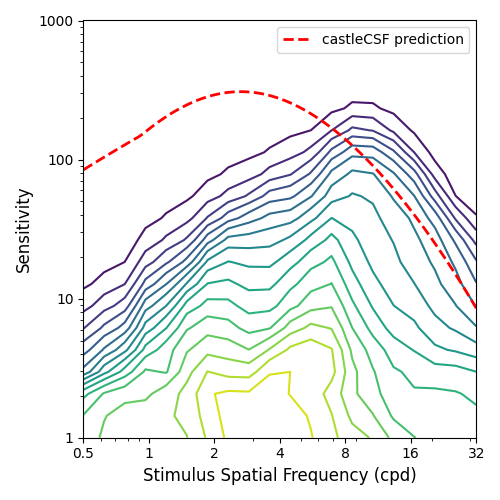 1000
castleCSF prediction
100
Sensitivity
10
1
0.5 1 2 4 8 16 32
Stimulus Spatial Frequency (cpd)